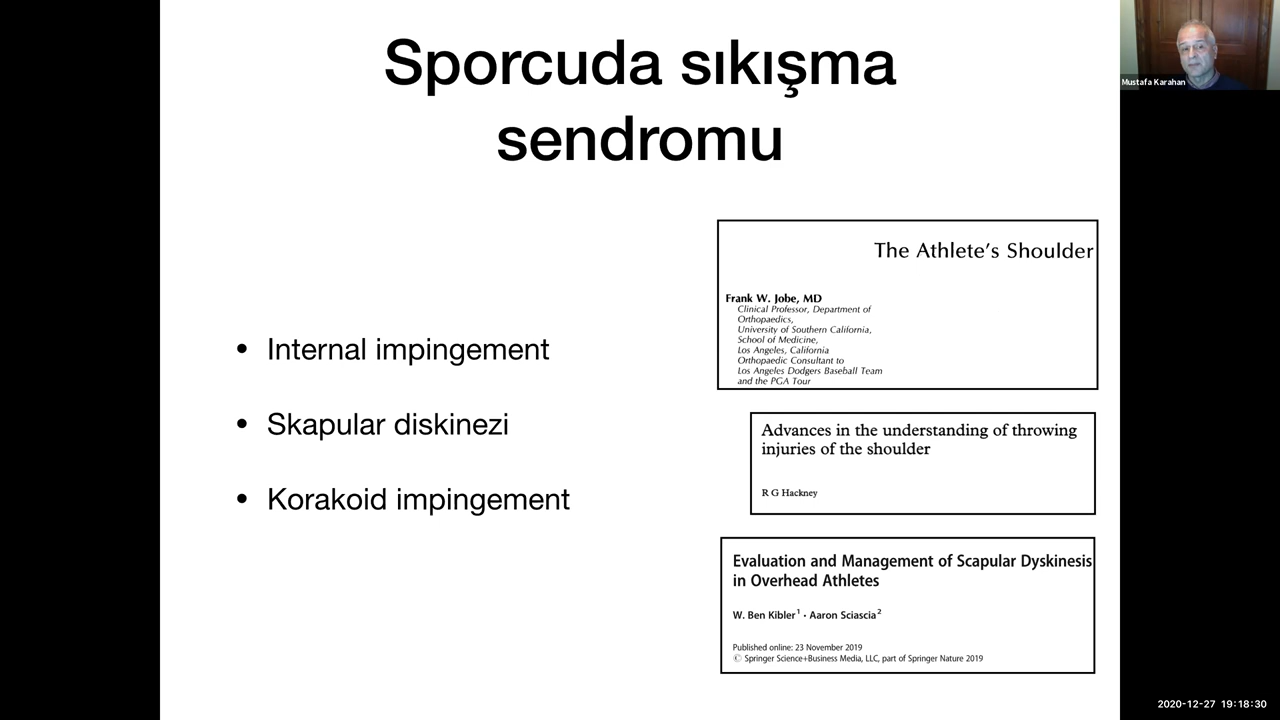 Sporcuda sıkışma
sendromu
• Internal impingement
• Skapular diskinezi
• Korakoid impingement
The Athlete's Shoulder
Frank W. Jobe, MD
Clinical Professor, Department of
Orthopaedics,
University of Southern California,
School of Medicine,
Los Angeles, California
Orthopaedic Consultant to
Los Angeles Dodgers Baseball Team
and the PGA Tour
Advances in the understanding of throwing
injuries of the shoulder
R G Hackney
Evaluation and Management of Scapular Dyskinesis
in Overhead Athletes
W. Ben Kibler¹ · Aaron Sciascia²
Published online: 23 November 2019
© Springer Science+Business Media, LLC, part of Springer Nature 2019
Mustafa Karahan
2020-12-27 19:18:30